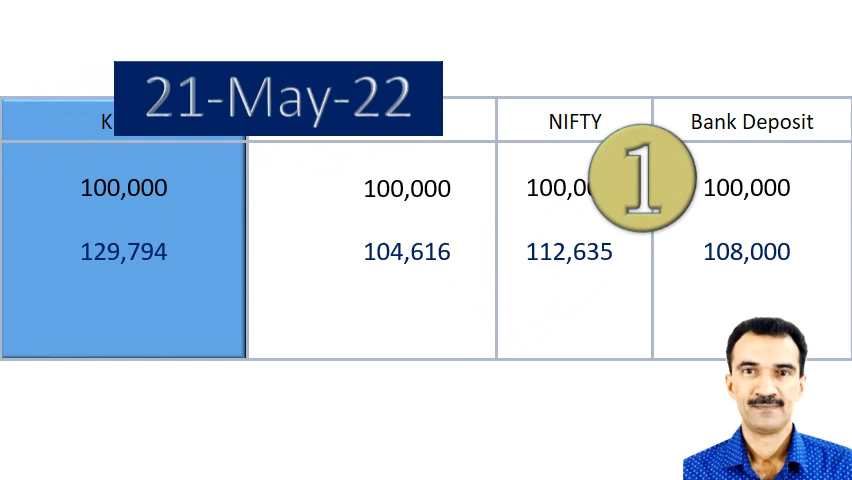 21-May-22
K NIFTY Bank Deposit
1
100,000 100,000 100,000
129,794 104,616 112,635 108,000